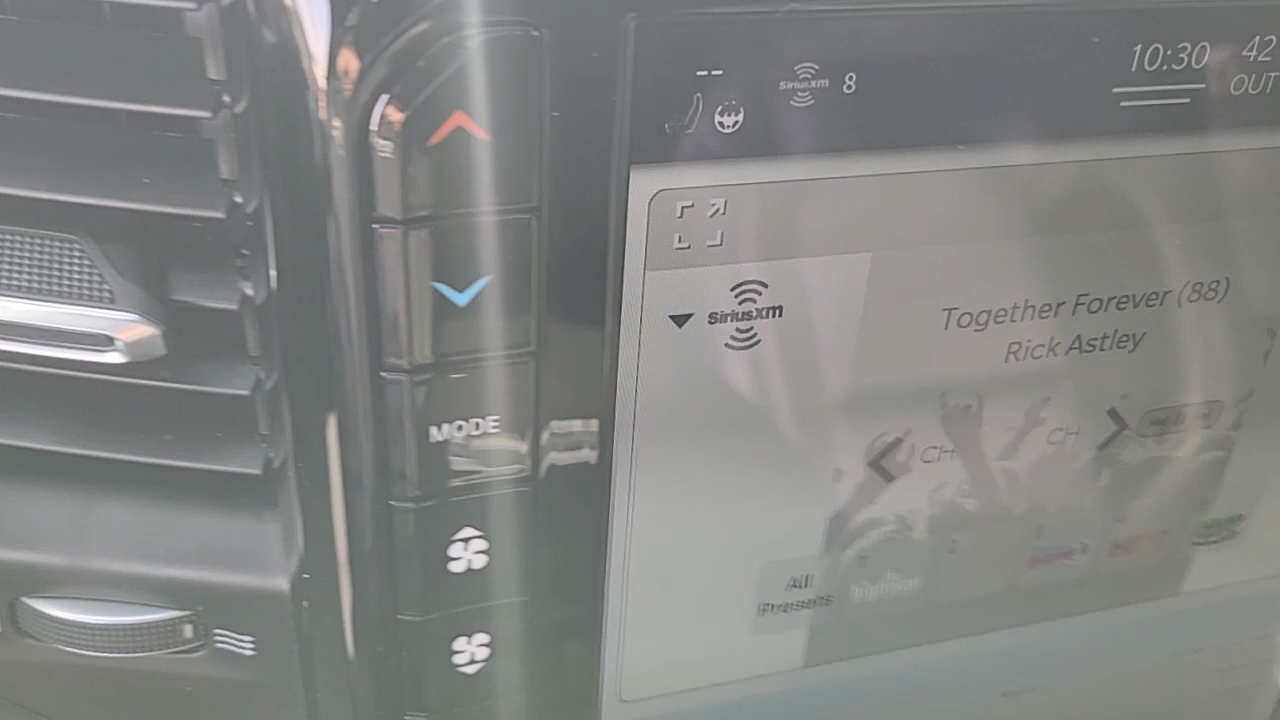 --
SiriusXM 8
10:30
42
OUT
SiriusXM
Together Forever (88)
Rick Astley
CH
CH
MODE
All
Presets